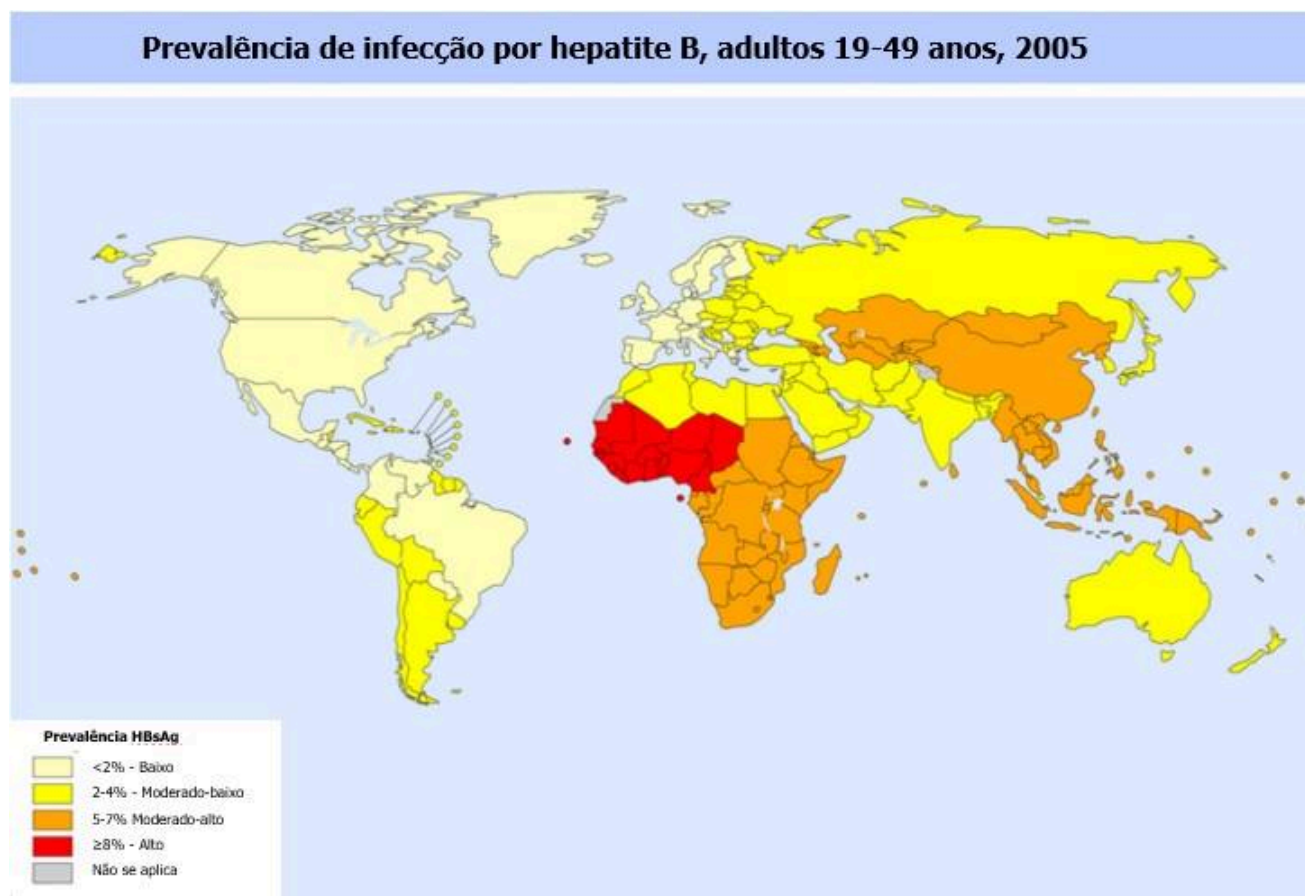 Prevalência de infecção por hepatite B, adultos 19-49 anos, 2005
Prevalência HBsAg
<2% - Baixo
2-4% - Moderado-baixo
5-7% Moderado-alto
≥8% - Alto
Não se aplica